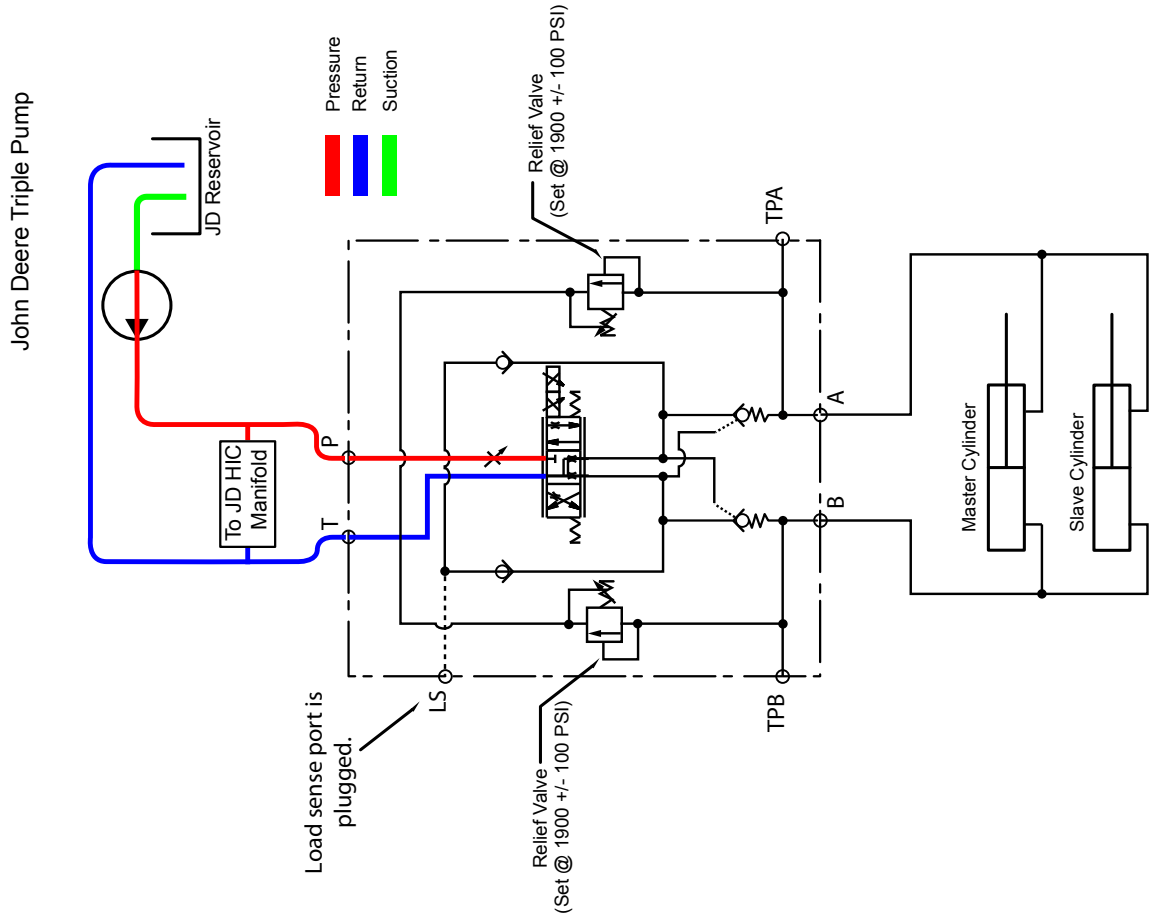 John Deere Triple Pump
JD Reservoir
Pressure
Return
Suction
To JD HIC
Manifold
P
T
Relief Valve
(Set @ 1900 +/- 100 PSI)
TPA
LS
Load sense port is
plugged.
Relief Valve
(Set @ 1900 +/- 100 PSI)
TPB
A
B
Master Cylinder
Slave Cylinder